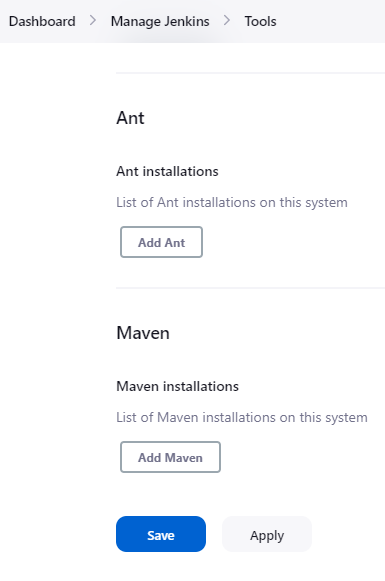 Dashboard > Manage Jenkins > Tools
Ant
Ant installations
List of Ant installations on this system
Add Ant
Maven
Maven installations
List of Maven installations on this system
Add Maven
Save Apply